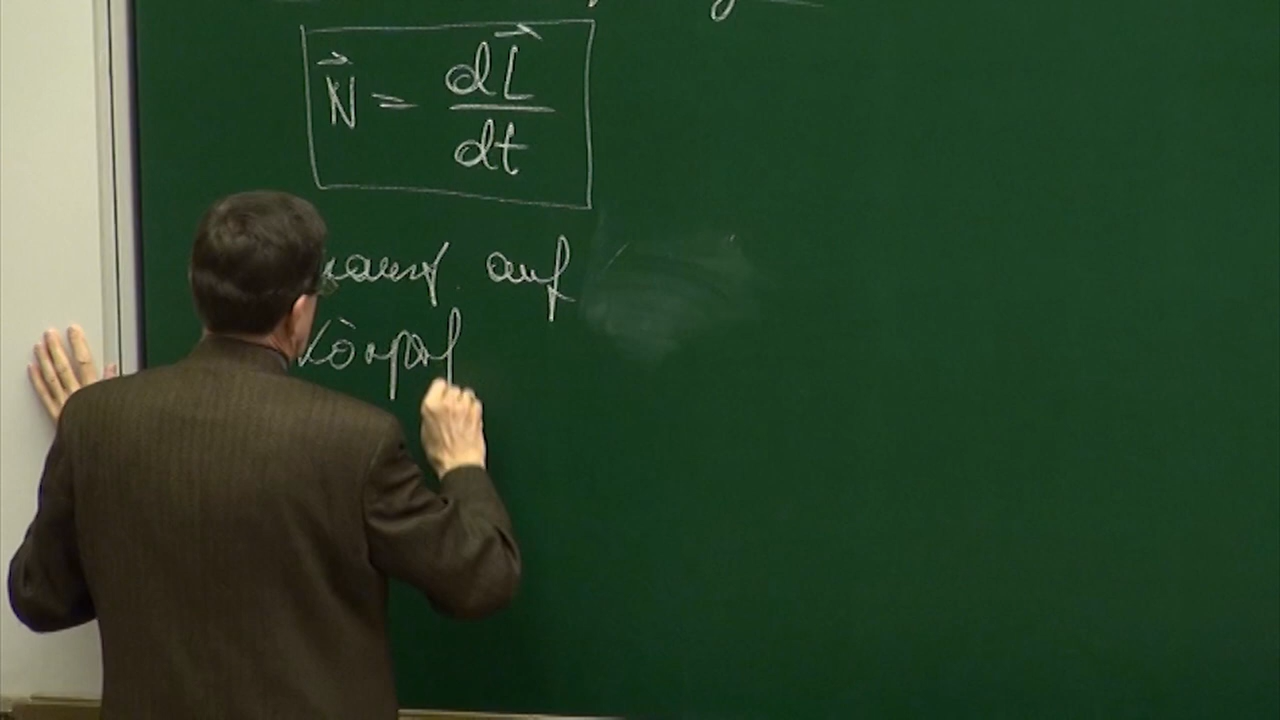 N⃗ = dL⃗/dt
auf
Körper